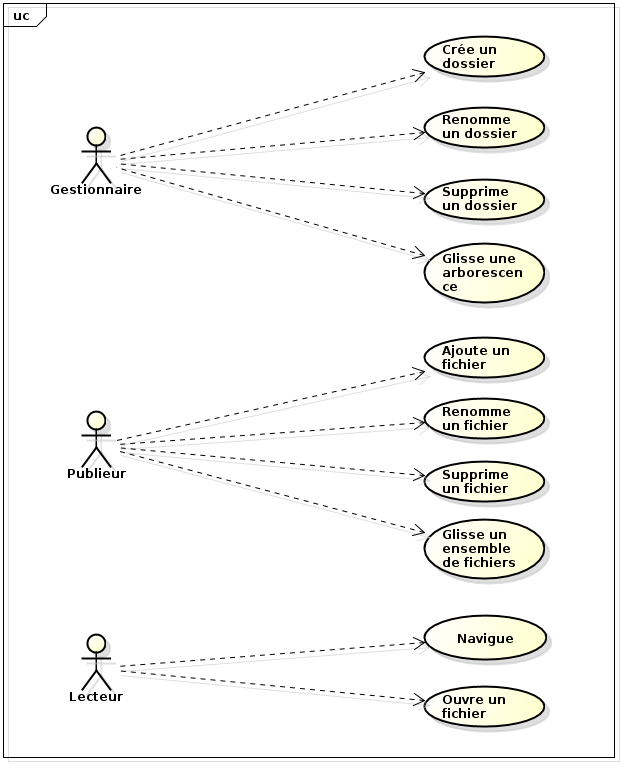 uc
Crée un
dossier
Renomme
un dossier
Gestionnaire
Supprime
un dossier
Glisse une
arborescen
ce
Ajoute un
fichier
Renomme
un fichier
Publieur
Supprime
un fichier
Glisse un
ensemble
de fichiers
Navigue
Lecteur
Ouvre un
fichier